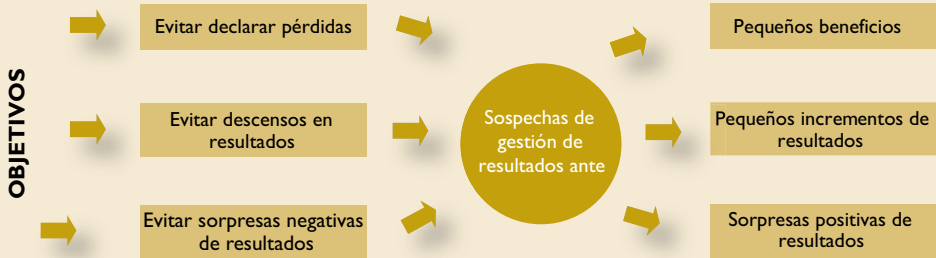 OBJETIVOS
Evitar declarar pérdidas
Evitar descensos en
resultados
Evitar sorpresas negativas
de resultados
Sospechas de
gestión de
resultados ante
Pequeños beneficios
Pequeños incrementos de
resultados
Sorpresas positivas de
resultados